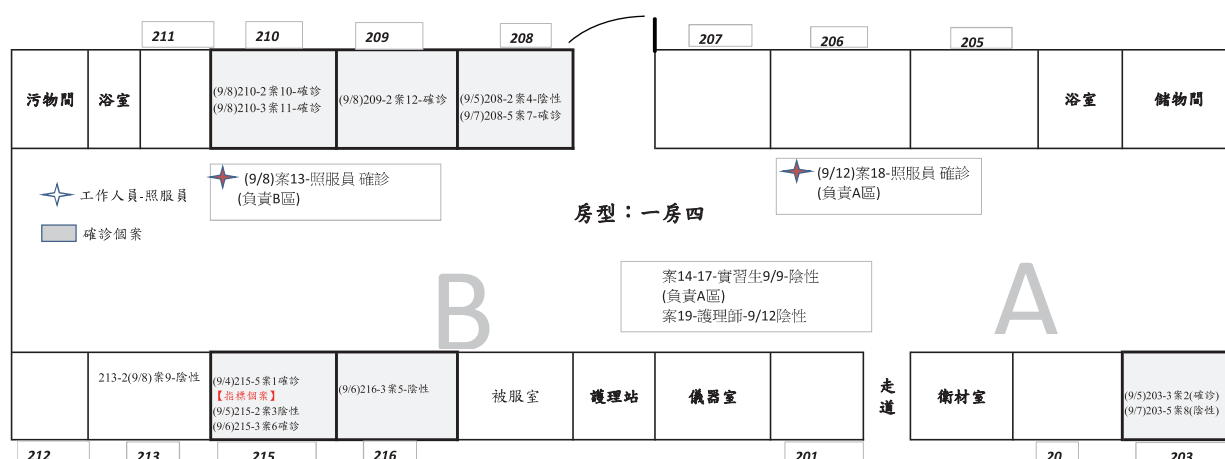 211
210
209
208
207
206
205
污物間
浴室
(9/8)210-2案10-確診
(9/8)210-3案11-確診
(9/8)209-2案12-確診
(9/5)208-2案4-陰性
(9/7)208-5案7-確診
浴室
儲物間
工作人員-照服員
確診個案
(9/8)案13-照服員 確診
(負責B區)
(9/12)案18-照服員 確診
(負責A區)
房型：一房四
案14-17-實習生9/9-陰性
(負責A區)
案19-護理師-9/12陰性
B
A
213-2(9/8)案9-陰性
(9/4)215-5案1確診
【指標個案】
(9/5)215-2案3陰性
(9/6)215-3案6確診
(9/6)216-3案5-陰性
被服室
護理站
儀器室
走道
衛材室
(9/5)203-3案2(確診)
(9/7)203-5案8(陰性)
212
213
215
216
201
20
203